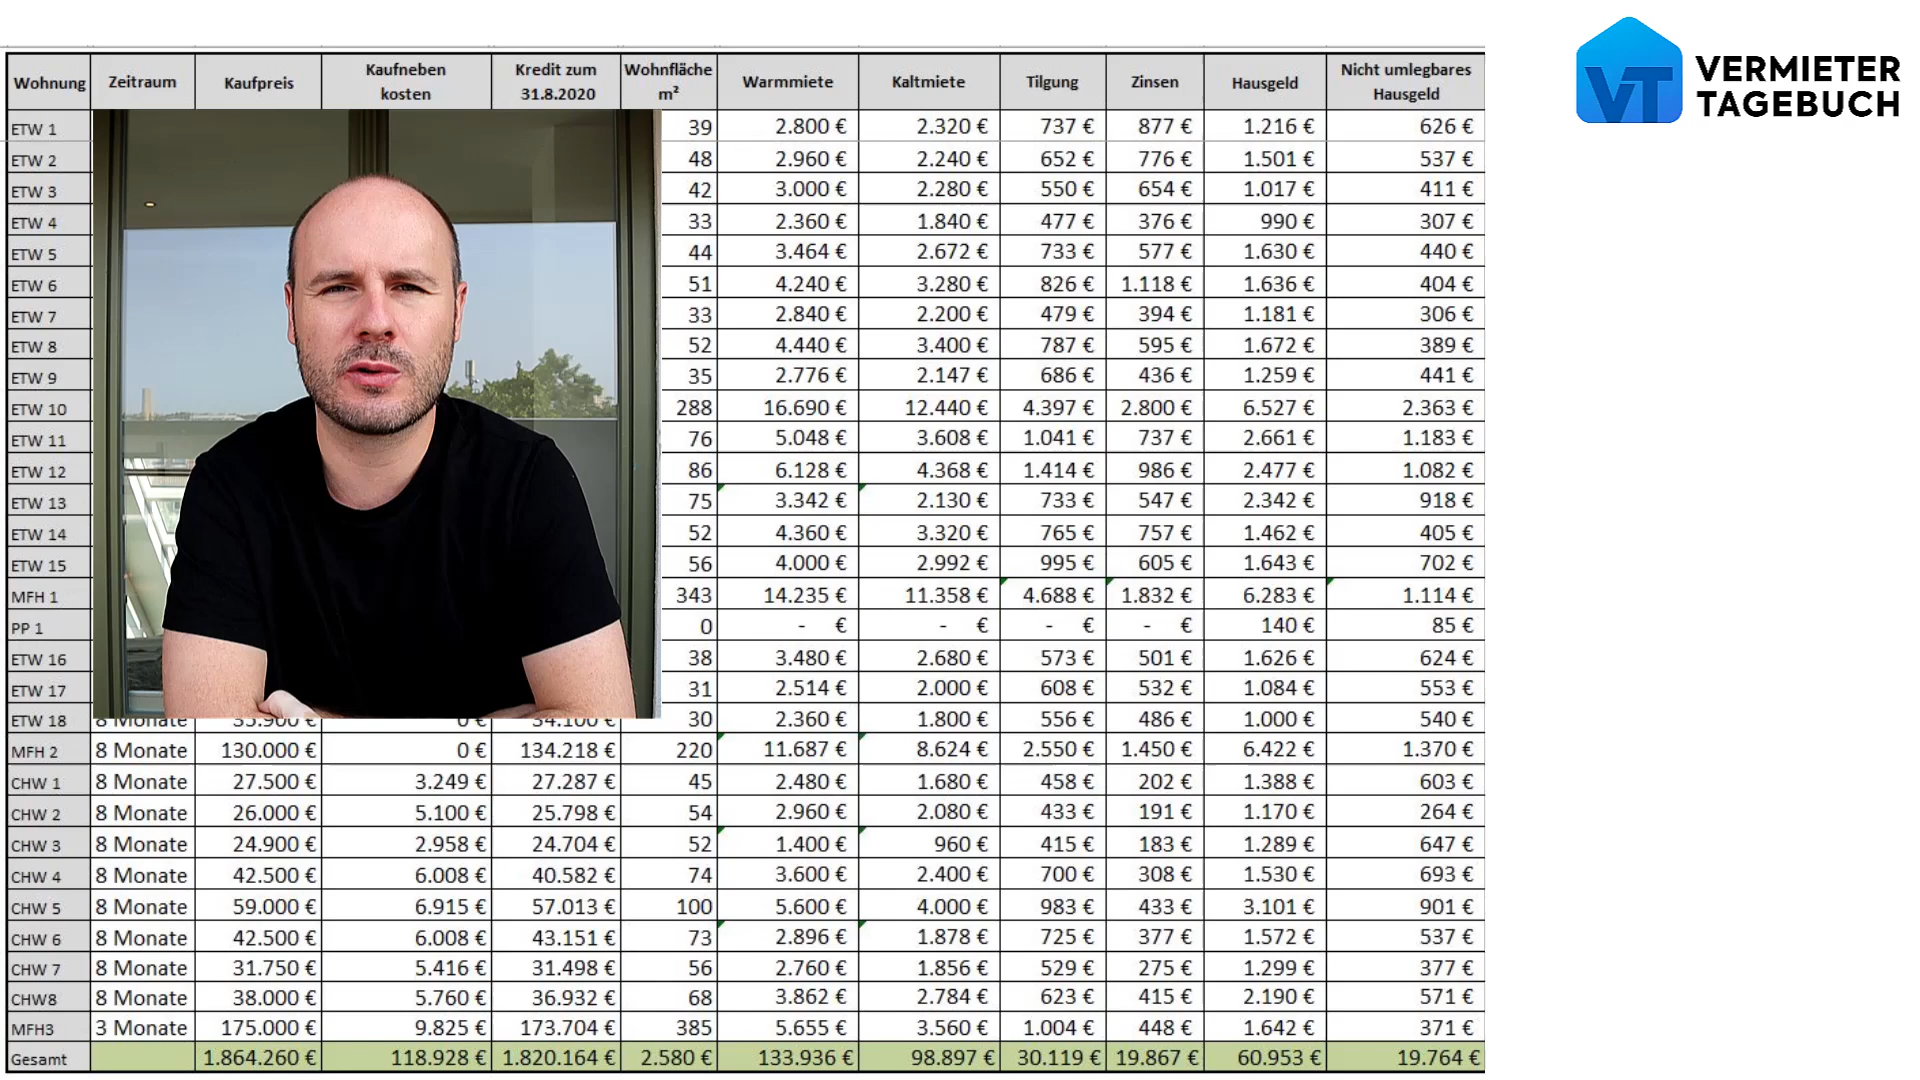 VERMIETER
TAGEBUCH
VT
Wohnung Zeitraum Kaufpreis Kaufneben kosten Kredit zum 31.8.2020 Wohnfläche m² Warmmiete Kaltmiete Tilgung Zinsen Hausgeld Nicht umlegbares Hausgeld
ETW 1 39 2.800 € 2.320 € 737 € 877 € 1.216 € 626 €
ETW 2 48 2.960 € 2.240 € 652 € 776 € 1.501 € 537 €
ETW 3 42 3.000 € 2.280 € 550 € 654 € 1.017 € 411 €
ETW 4 33 2.360 € 1.840 € 477 € 376 € 990 € 307 €
ETW 5 44 3.464 € 2.672 € 733 € 577 € 1.630 € 440 €
ETW 6 51 4.240 € 3.280 € 826 € 1.118 € 1.636 € 404 €
ETW 7 33 2.840 € 2.200 € 479 € 394 € 1.181 € 306 €
ETW 8 52 4.440 € 3.400 € 787 € 595 € 1.672 € 389 €
ETW 9 35 2.776 € 2.147 € 686 € 436 € 1.259 € 441 €
ETW 10 288 16.690 € 12.440 € 4.397 € 2.800 € 6.527 € 2.363 €
ETW 11 76 5.048 € 3.608 € 1.041 € 737 € 2.661 € 1.183 €
ETW 12 86 6.128 € 4.368 € 1.414 € 986 € 2.477 € 1.082 €
ETW 13 75 3.342 € 2.130 € 733 € 547 € 2.342 € 918 €
ETW 14 52 4.360 € 3.320 € 765 € 757 € 1.462 € 405 €
ETW 15 56 4.000 € 2.992 € 995 € 605 € 1.643 € 702 €
MFH 1 343 14.235 € 11.358 € 4.688 € 1.832 € 6.283 € 1.114 €
PP 1 0 - € - € - € - € 140 € 85 €
ETW 16 38 3.480 € 2.680 € 573 € 501 € 1.626 € 624 €
ETW 17 31 2.514 € 2.000 € 608 € 532 € 1.084 € 553 €
ETW 18 8 Monate 35.900 € 0 € 34.100 € 30 2.360 € 1.800 € 556 € 486 € 1.000 € 540 €
MFH 2 8 Monate 130.000 € 0 € 134.218 € 220 11.687 € 8.624 € 2.550 € 1.450 € 6.422 € 1.370 €
CHW 1 8 Monate 27.500 € 3.249 € 27.287 € 45 2.480 € 1.680 € 458 € 202 € 1.388 € 603 €
CHW 2 8 Monate 26.000 € 5.100 € 25.798 € 54 2.960 € 2.080 € 433 € 191 € 1.170 € 264 €
CHW 3 8 Monate 24.900 € 2.958 € 24.704 € 52 1.400 € 960 € 415 € 183 € 1.289 € 647 €
CHW 4 8 Monate 42.500 € 6.008 € 40.582 € 74 3.600 € 2.400 € 700 € 308 € 1.530 € 693 €
CHW 5 8 Monate 59.000 € 6.915 € 57.013 € 100 5.600 € 4.000 € 983 € 433 € 3.101 € 901 €
CHW 6 8 Monate 42.500 € 6.008 € 43.151 € 73 2.896 € 1.878 € 725 € 377 € 1.572 € 537 €
CHW 7 8 Monate 31.750 € 5.416 € 31.498 € 56 2.760 € 1.856 € 529 € 275 € 1.299 € 377 €
CHW8 8 Monate 38.000 € 5.760 € 36.932 € 68 3.862 € 2.784 € 623 € 415 € 2.190 € 571 €
MFH3 3 Monate 175.000 € 9.825 € 173.704 € 385 5.655 € 3.560 € 1.004 € 448 € 1.642 € 371 €
Gesamt 1.864.260 € 118.928 € 1.820.164 € 2.580 € 133.936 € 98.897 € 30.119 € 19.867 € 60.953 € 19.764 €